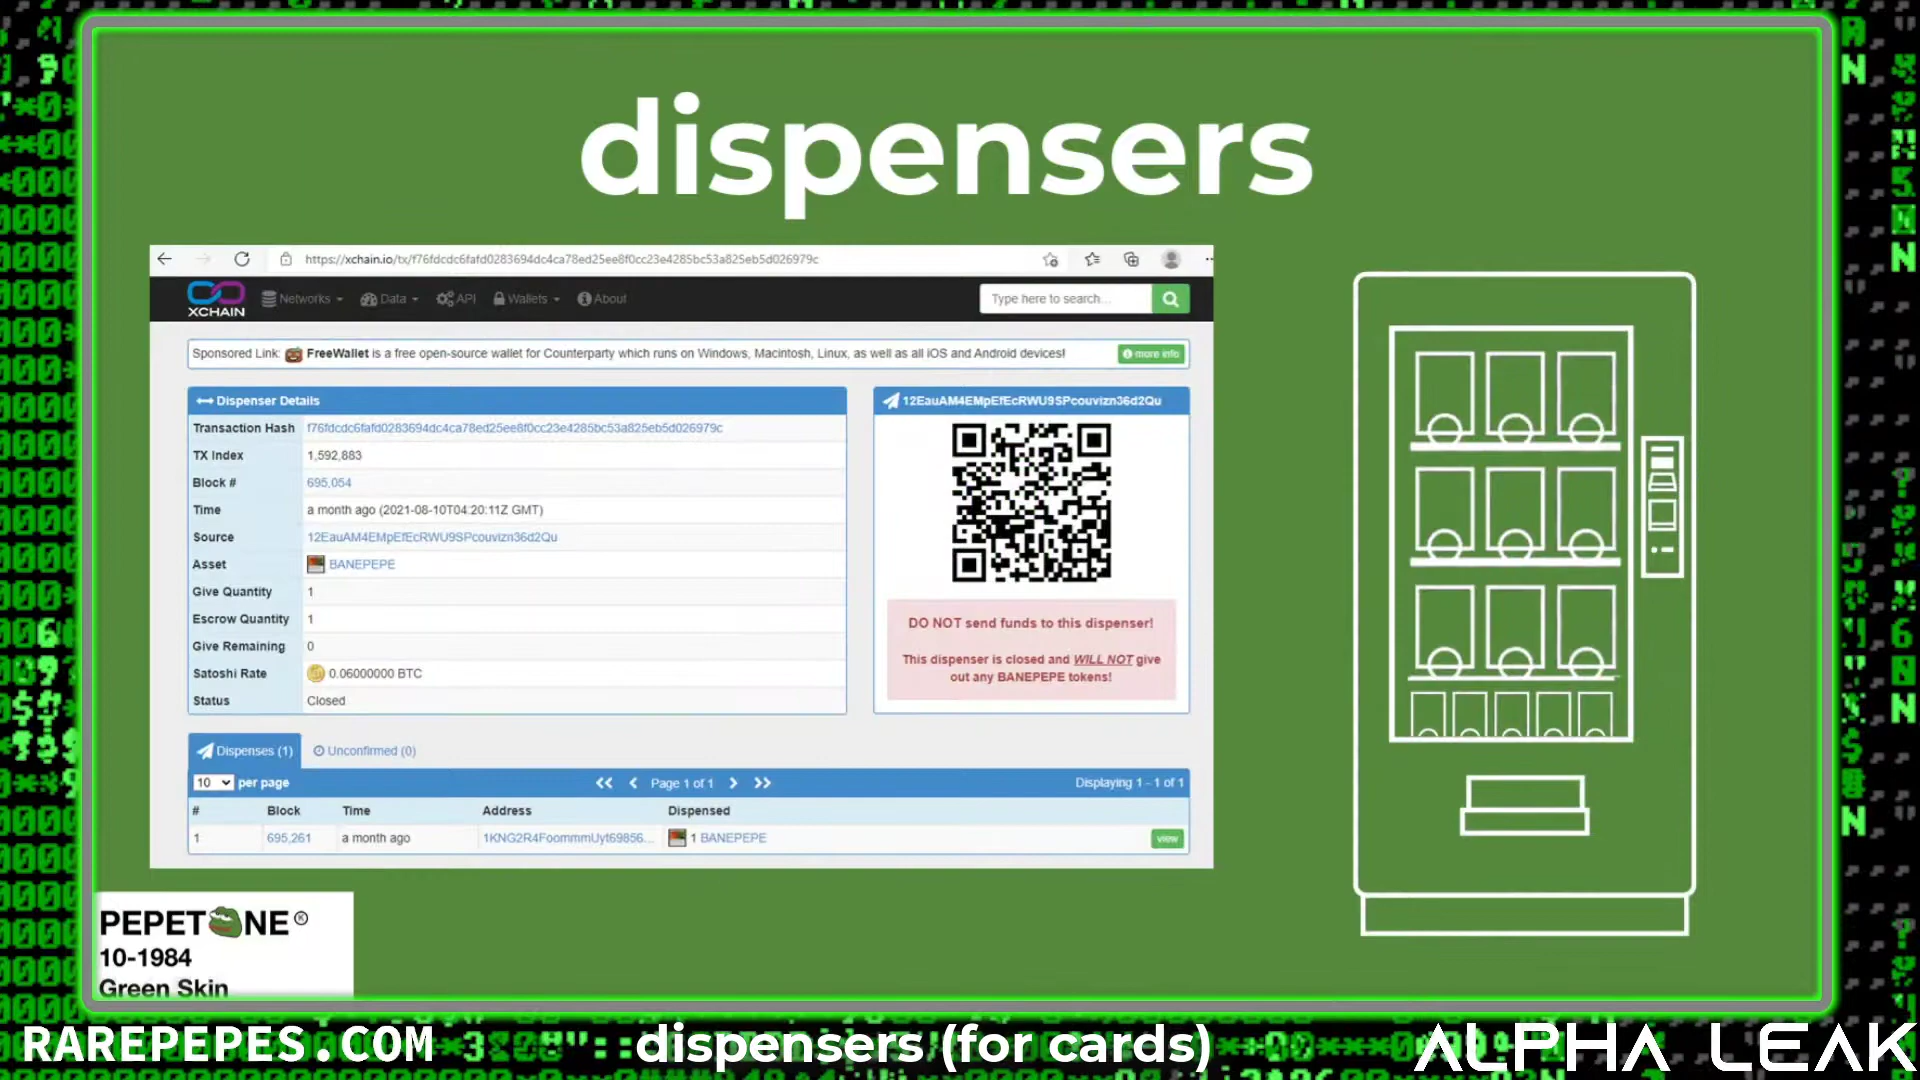 dispensers
https://xchain.io/tx/f76fdcdc6fafd0283694dc4ca78ed25ee8f0cc23e4285bc53a825eb5d026979c
XCHAIN
Networks
Data
API
Wallets
About
Type here to search...
Sponsored Link: FreeWallet is a free open-source wallet for Counterparty which runs on Windows, Macintosh, Linux, as well as all iOS and Android devices!
more info
Dispenser Details
Transaction Hash f76fdcdc6fafd0283694dc4ca78ed25ee8f0cc23e4285bc53a825eb5d026979c
TX Index 1,592,883
Block # 695,054
Time a month ago (2021-08-10T04:20:11Z GMT)
Source 12EauAM4EMpEfEcRWU9SPcouvizn36d2Qu
Asset BANEPEPE
Give Quantity 1
Escrow Quantity 1
Give Remaining 0
Satoshi Rate 0.06000000 BTC
Status Closed
12EauAM4EMpEfEcRWU9SPcouvizn36d2Qu
DO NOT send funds to this dispenser!
This dispenser is closed and WILL NOT give
out any BANEPEPE tokens!
Dispenses (1) Unconfirmed (0)
10 per page Page 1 of 1 Displaying 1 - 1 of 1
# Block Time Address Dispensed
1 695,261 a month ago 1KNG2R4FoommmUyt69856... 1 BANEPEPE view
PEPETONE®
10-1984
Green Skin
RAREPEPES.COM
dispensers (for cards)
ALPHA LEAK